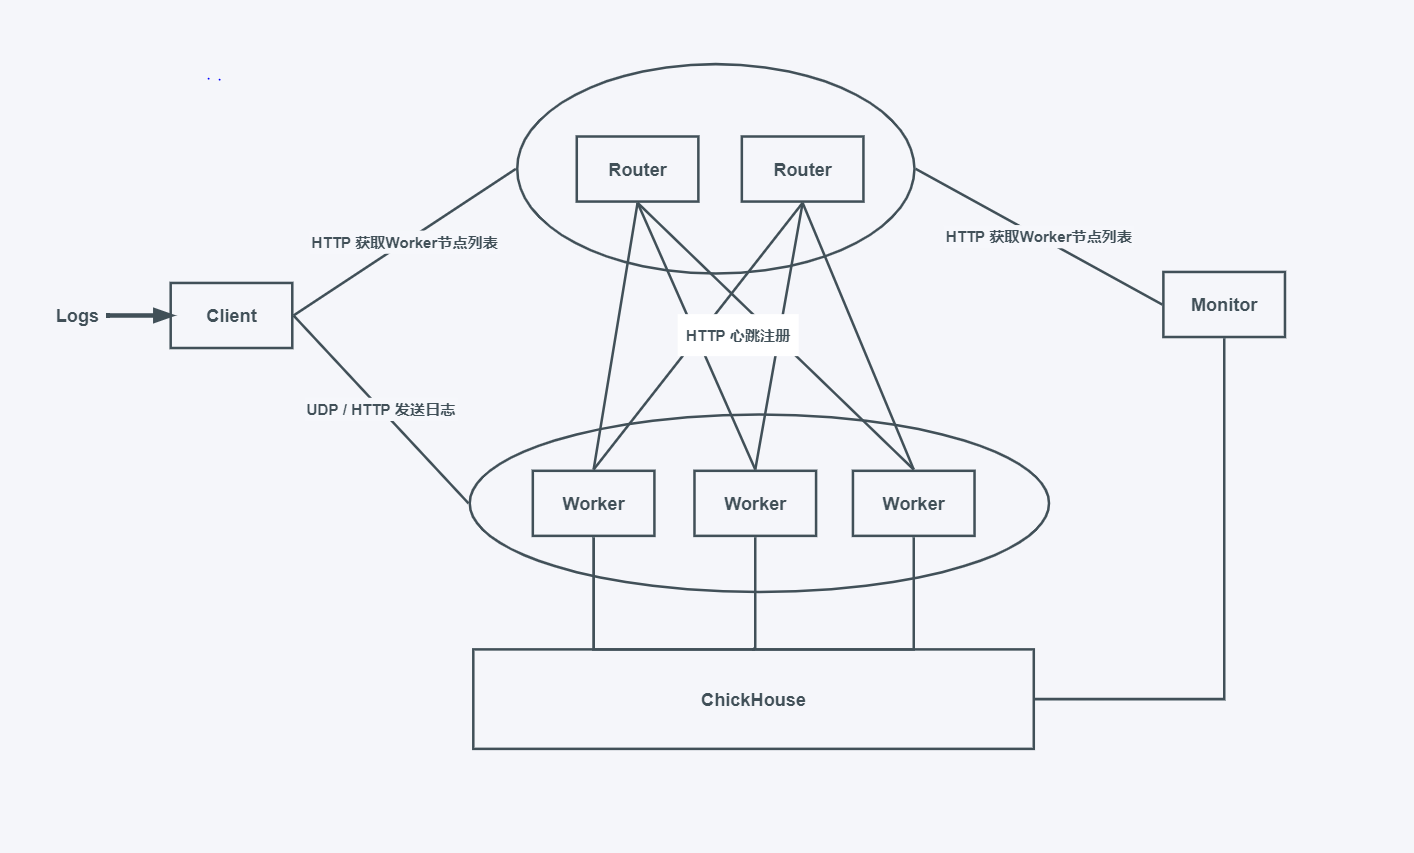 Router
Router
HTTP 获取Worker节点列表
HTTP 获取Worker节点列表
Logs
Client
Monitor
HTTP 心跳注册
UDP / HTTP 发送日志
Worker
Worker
Worker
ChickHouse